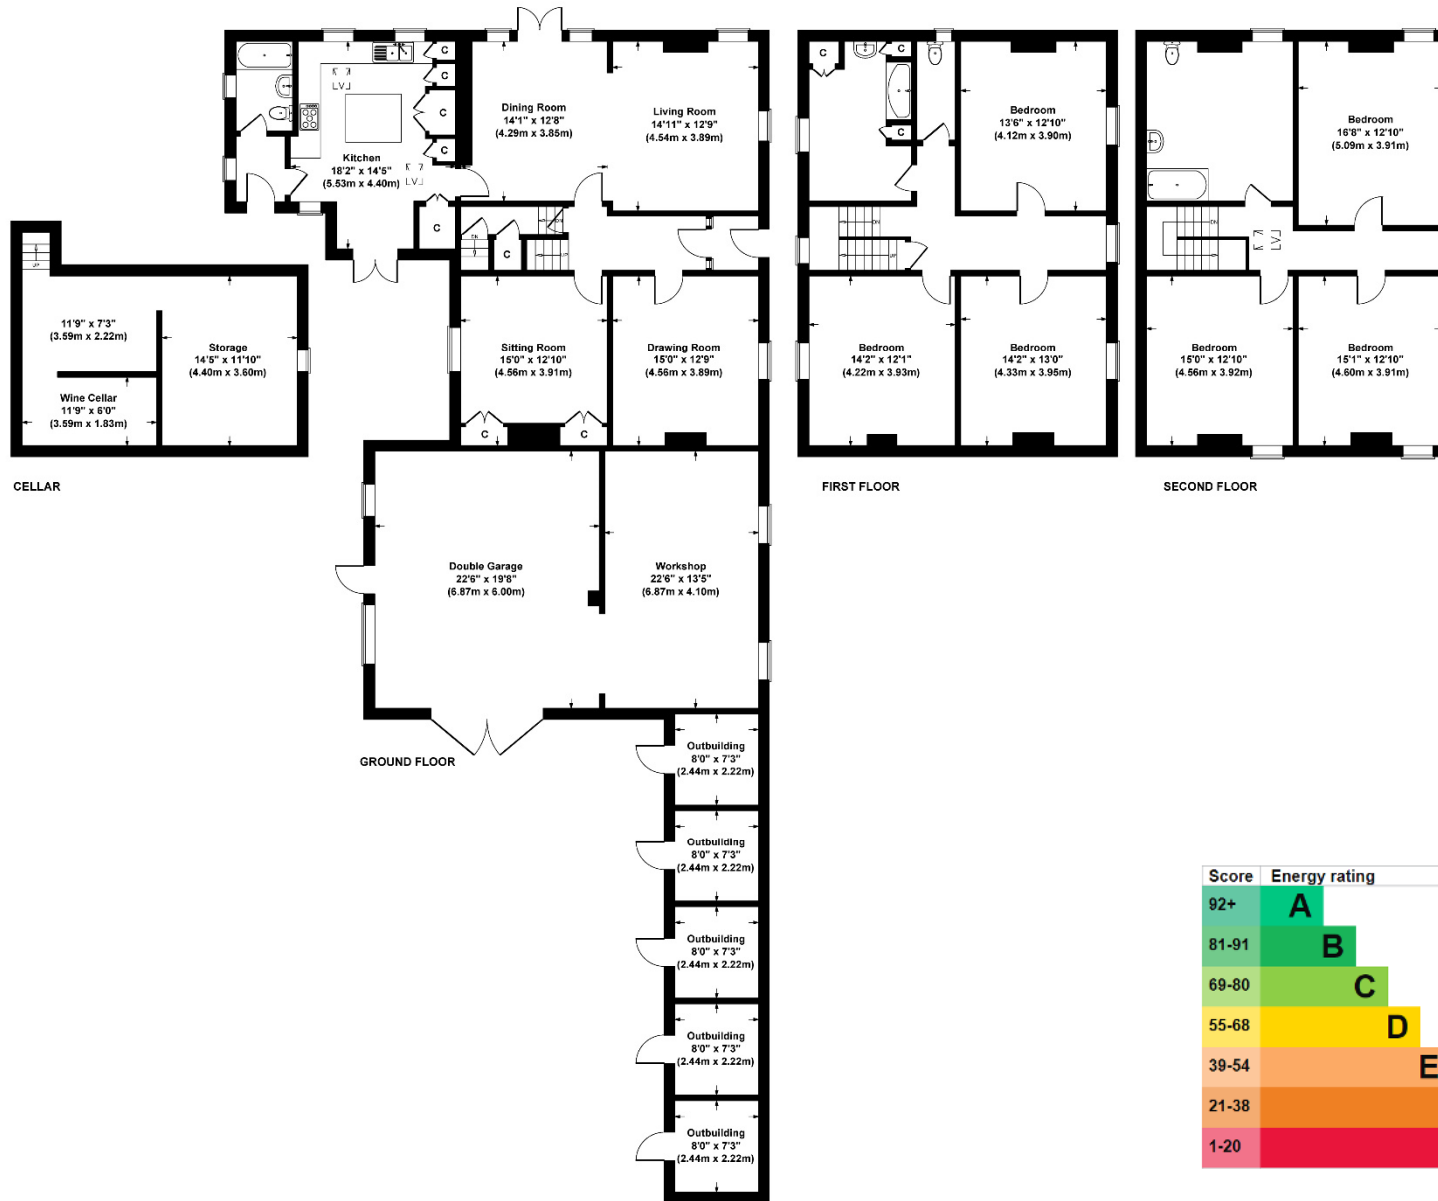 Kitchen
18'2" x 14'5"
(5.53m x 4.40m)
C
C
C
C
C
Dining Room
14'1" x 12'8"
(4.29m x 3.85m)
Living Room
14'11" x 12'9"
(4.54m x 3.89m)
DN
C
UP
DN
Sitting Room
15'0" x 12'10"
(4.56m x 3.91m)
C
C
Drawing Room
15'0" x 12'9"
(4.56m x 3.89m)
Double Garage
22'6" x 19'8"
(6.87m x 6.00m)
Workshop
22'6" x 13'5"
(6.87m x 4.10m)
Outbuilding
8'0" x 7'3"
(2.44m x 2.22m)
Outbuilding
8'0" x 7'3"
(2.44m x 2.22m)
Outbuilding
8'0" x 7'3"
(2.44m x 2.22m)
Outbuilding
8'0" x 7'3"
(2.44m x 2.22m)
Outbuilding
8'0" x 7'3"
(2.44m x 2.22m)
GROUND FLOOR
UP
11'9" x 7'3"
(3.59m x 2.22m)
Storage
14'5" x 11'10"
(4.40m x 3.60m)
Wine Cellar
11'9" x 6'0"
(3.59m x 1.83m)
CELLAR
C
C
C
Bedroom
13'6" x 12'10"
(4.12m x 3.90m)
DN
UP
Bedroom
14'2" x 12'1"
(4.22m x 3.93m)
Bedroom
14'2" x 13'0"
(4.33m x 3.95m)
FIRST FLOOR
Bedroom
16'8" x 12'10"
(5.09m x 3.91m)
DN
Bedroom
15'0" x 12'10"
(4.56m x 3.92m)
Bedroom
15'1" x 12'10"
(4.60m x 3.91m)
SECOND FLOOR
Score Energy rating
92+ A
81-91 B
69-80 C
55-68 D
39-54 E
21-38
1-20